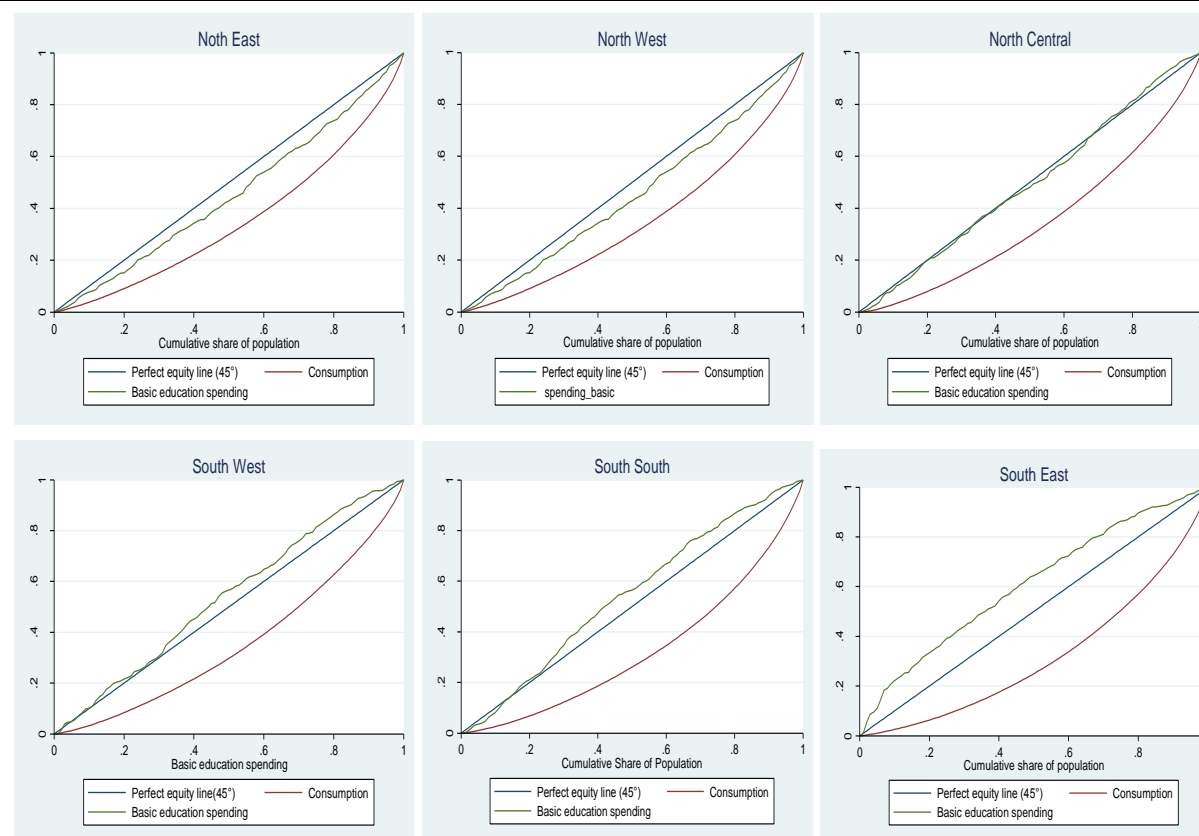 Noth East
1
.8
.6
.4
.2
0
0 .2 .4 .6 .8 1
Cumulative share of population
Perfect equity line (45°) Consumption
Basic education spending
North West
1
.8
.6
.4
.2
0
0 .2 .4 .6 .8 1
Cumulative share of population
Perfect equity line (45°) Consumption
spending_basic
North Central
1
.8
.6
.4
.2
0
0 .2 .4 .6 .8
Cumulative share of population
Perfect equity line (45°) Consumption
Basic education spending
South West
1
.8
.6
.4
.2
0
0 .2 .4 .6 .8 1
Basic education spending
Perfect equity line(45°) Consumption
Basic education spending
South South
1
.8
.6
.4
.2
0
0 .2 .4 .6 .8 1
Cumulative Share of Population
Perfect equity line (45°) Consumption
Basic education spending
South East
1
.8
.6
.4
.2
0
0 .2 .4 .6 .8
Cumulative share of population
Perfect equity line (45°) Consumption
Basic education spending